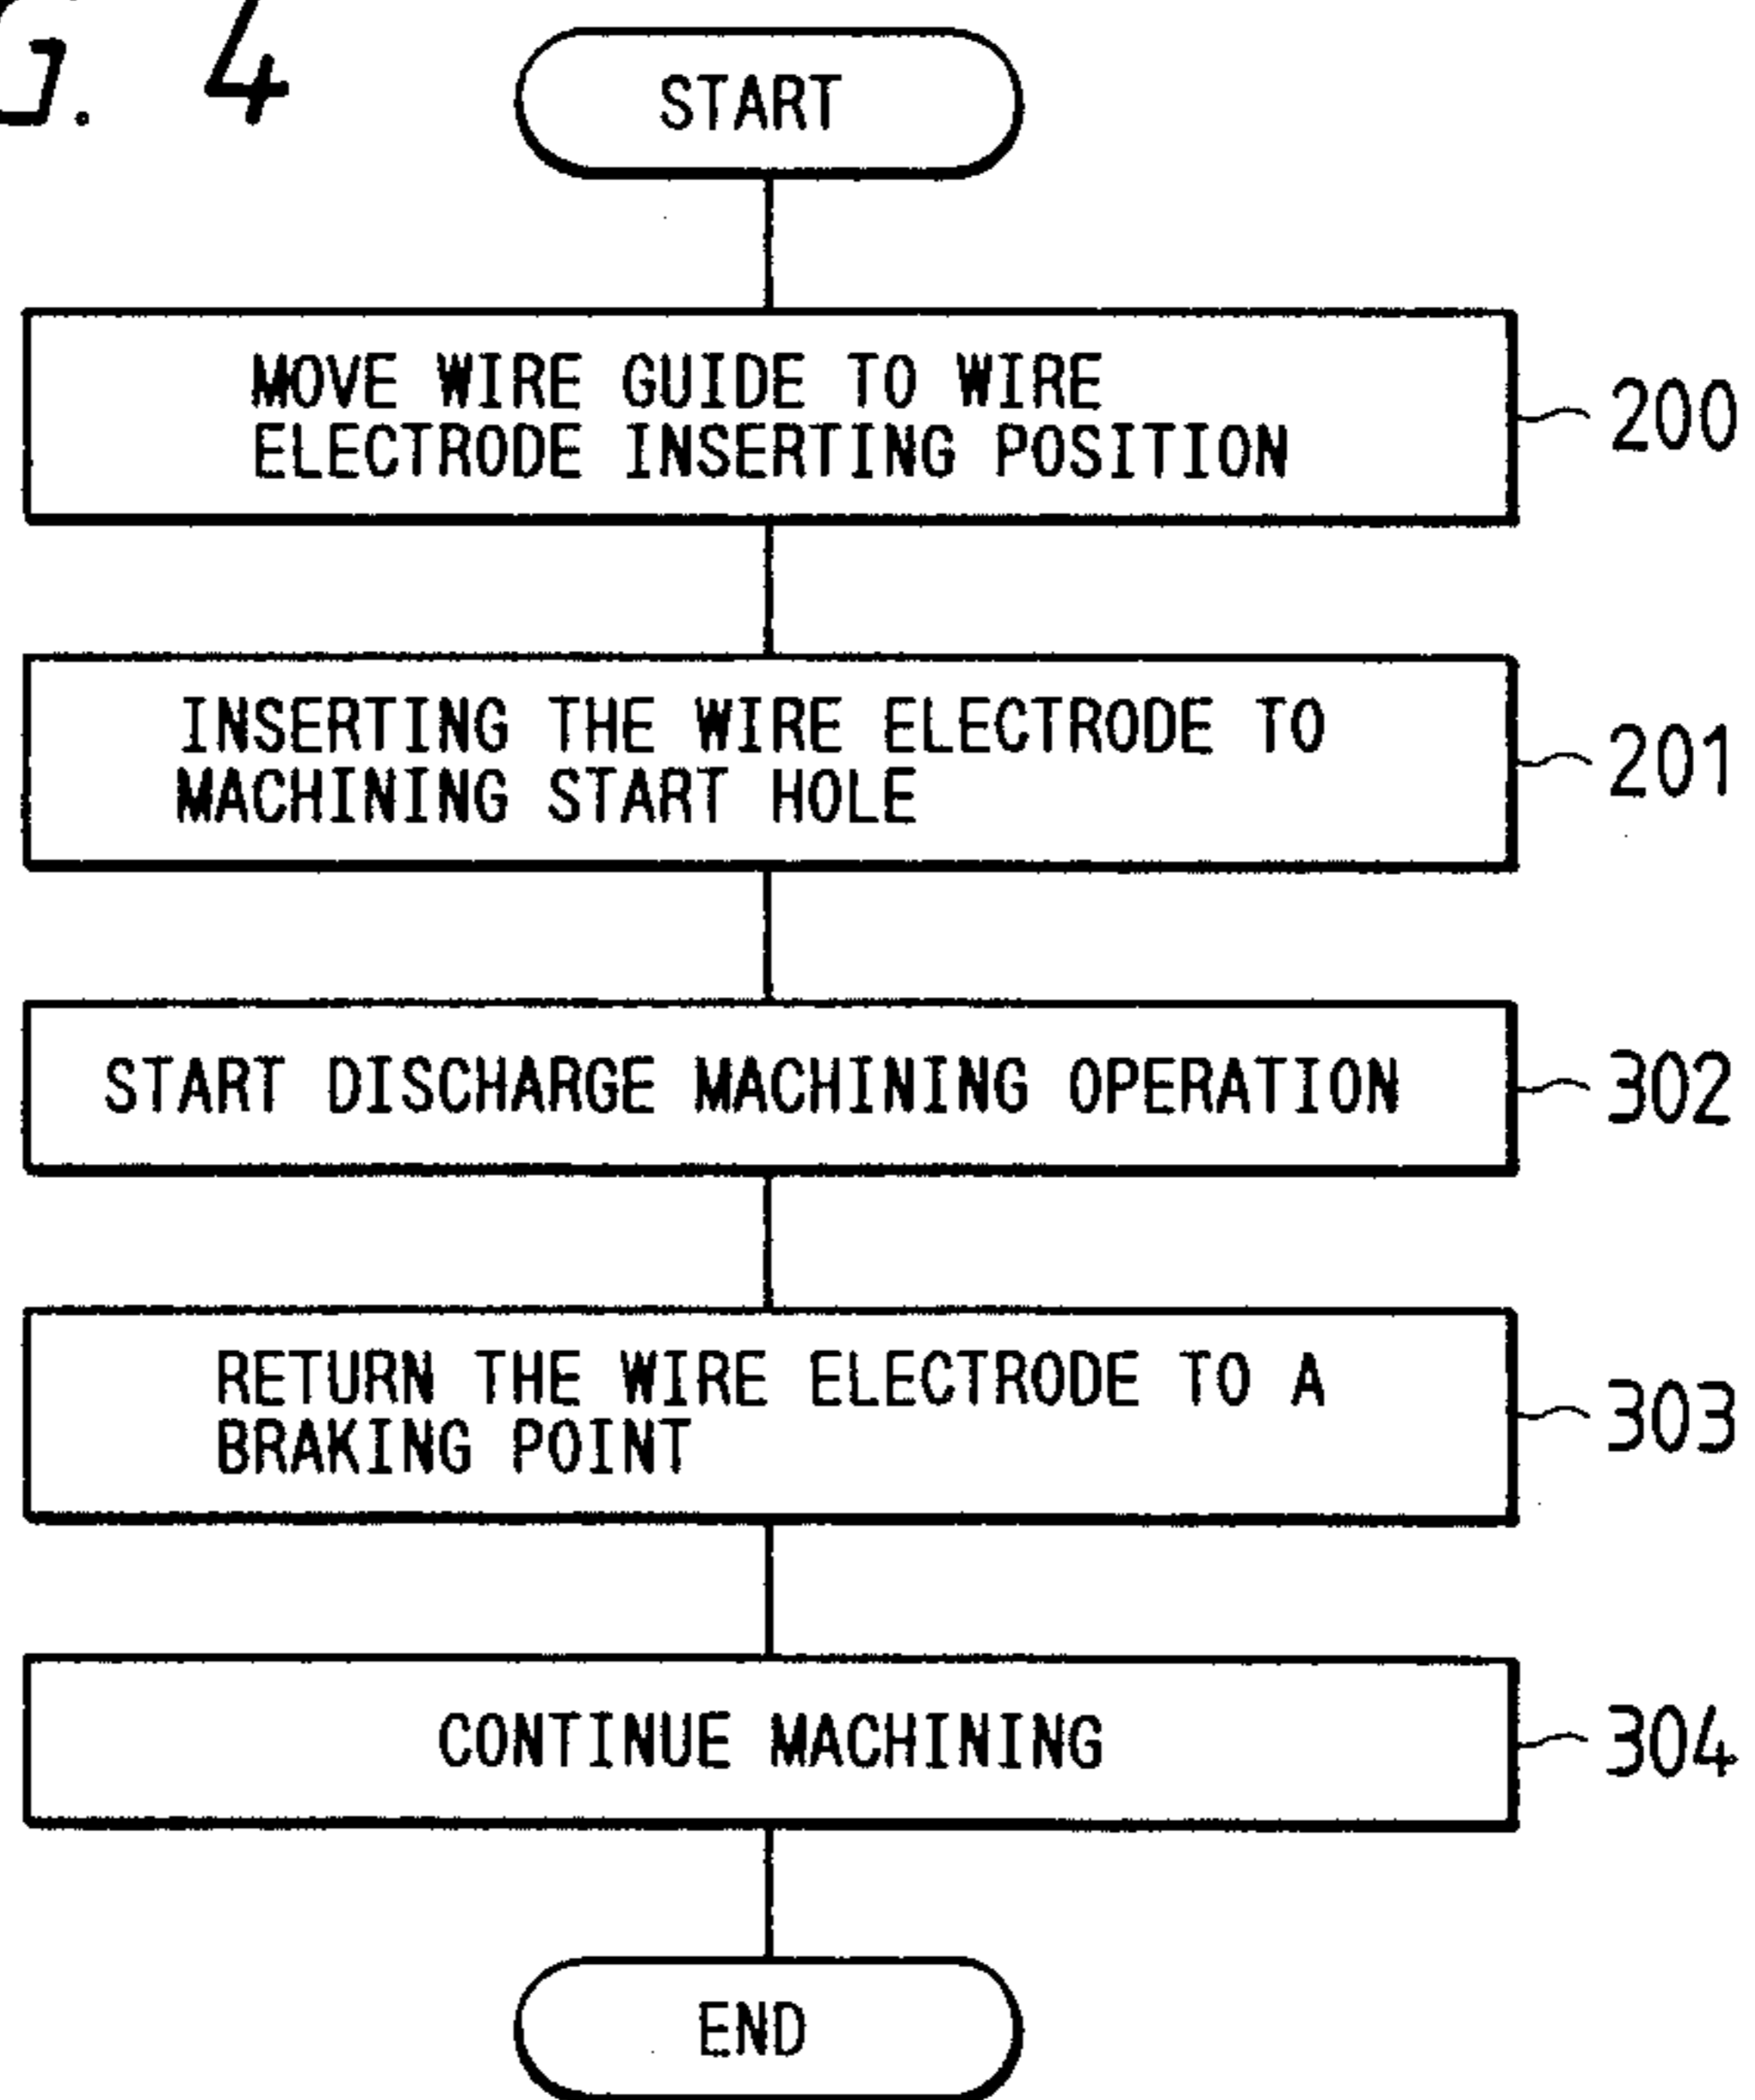 G. 4
START
MOVE WIRE GUIDE TO WIRE
ELECTRODE INSERTING POSITION
200
INSERTING THE WIRE ELECTRODE TO
MACHINING START HOLE
201
START DISCHARGE MACHINING OPERATION
302
RETURN THE WIRE ELECTRODE TO A
BRAKING POINT
303
CONTINUE MACHINING
304
END